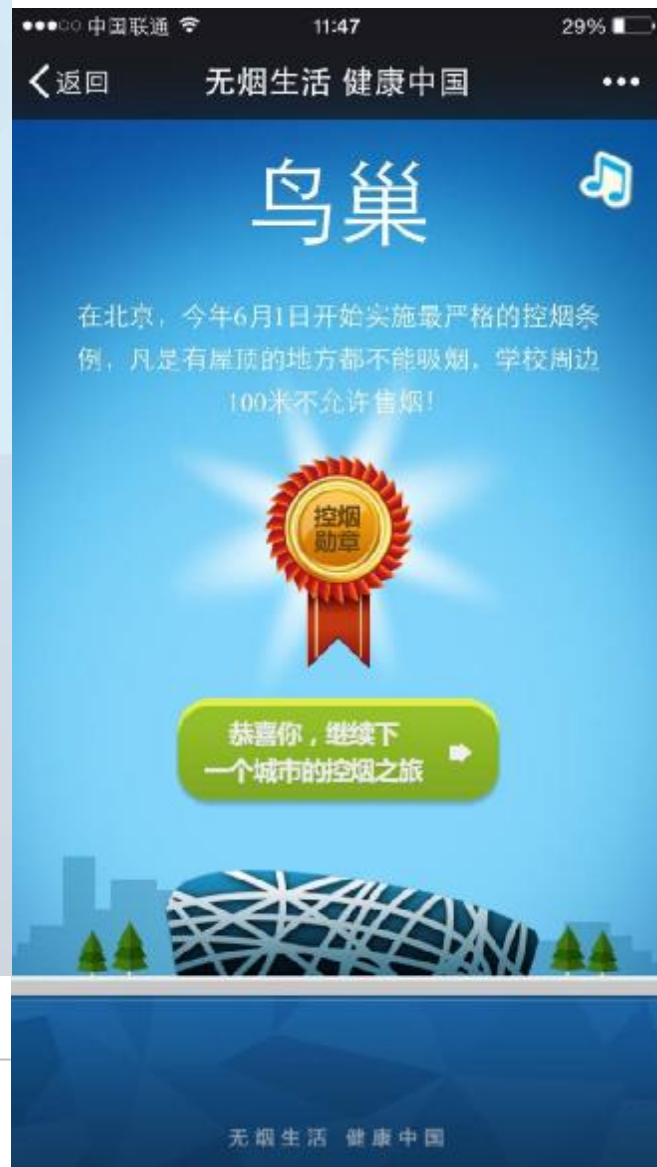 中国联通 11:47 29%
返回 无烟生活 健康中国
鸟巢
在北京，今年6月1日开始实施最严格的控烟条
例，凡是有屋顶的地方都不能吸烟，学校周边
100米不允许售烟！
控烟
勋章
恭喜你，继续下
一个城市的控烟之旅
无烟生活 健康中国